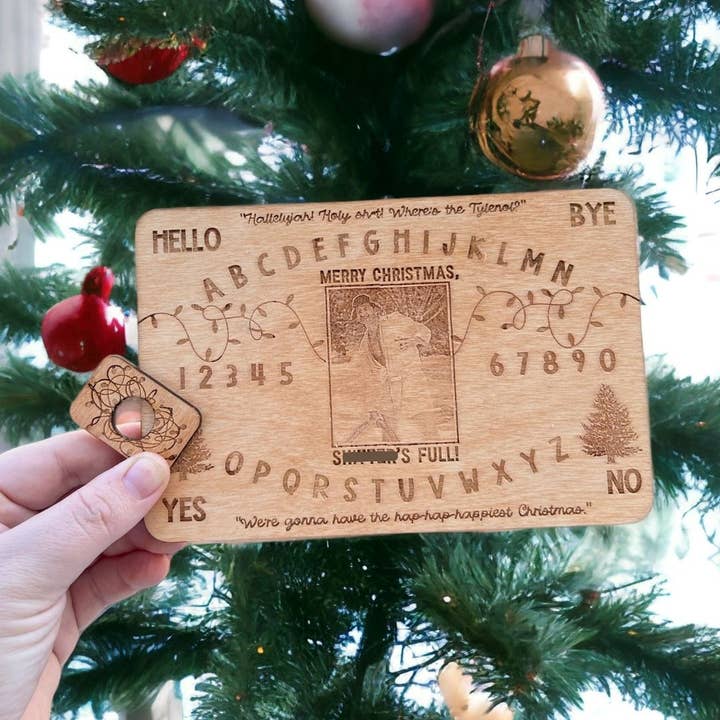 "Hallelujah! Holy sh*t! Where's the Tylenol?"
HELLO
BYE
ABCDEFGHIJKLMN
MERRY CHRISTMAS,
12345
67890
S's FULL!
OPQRSTUVWXYZ
YES
NO
"We're gonna have the hap-hap-happiest Christmas."